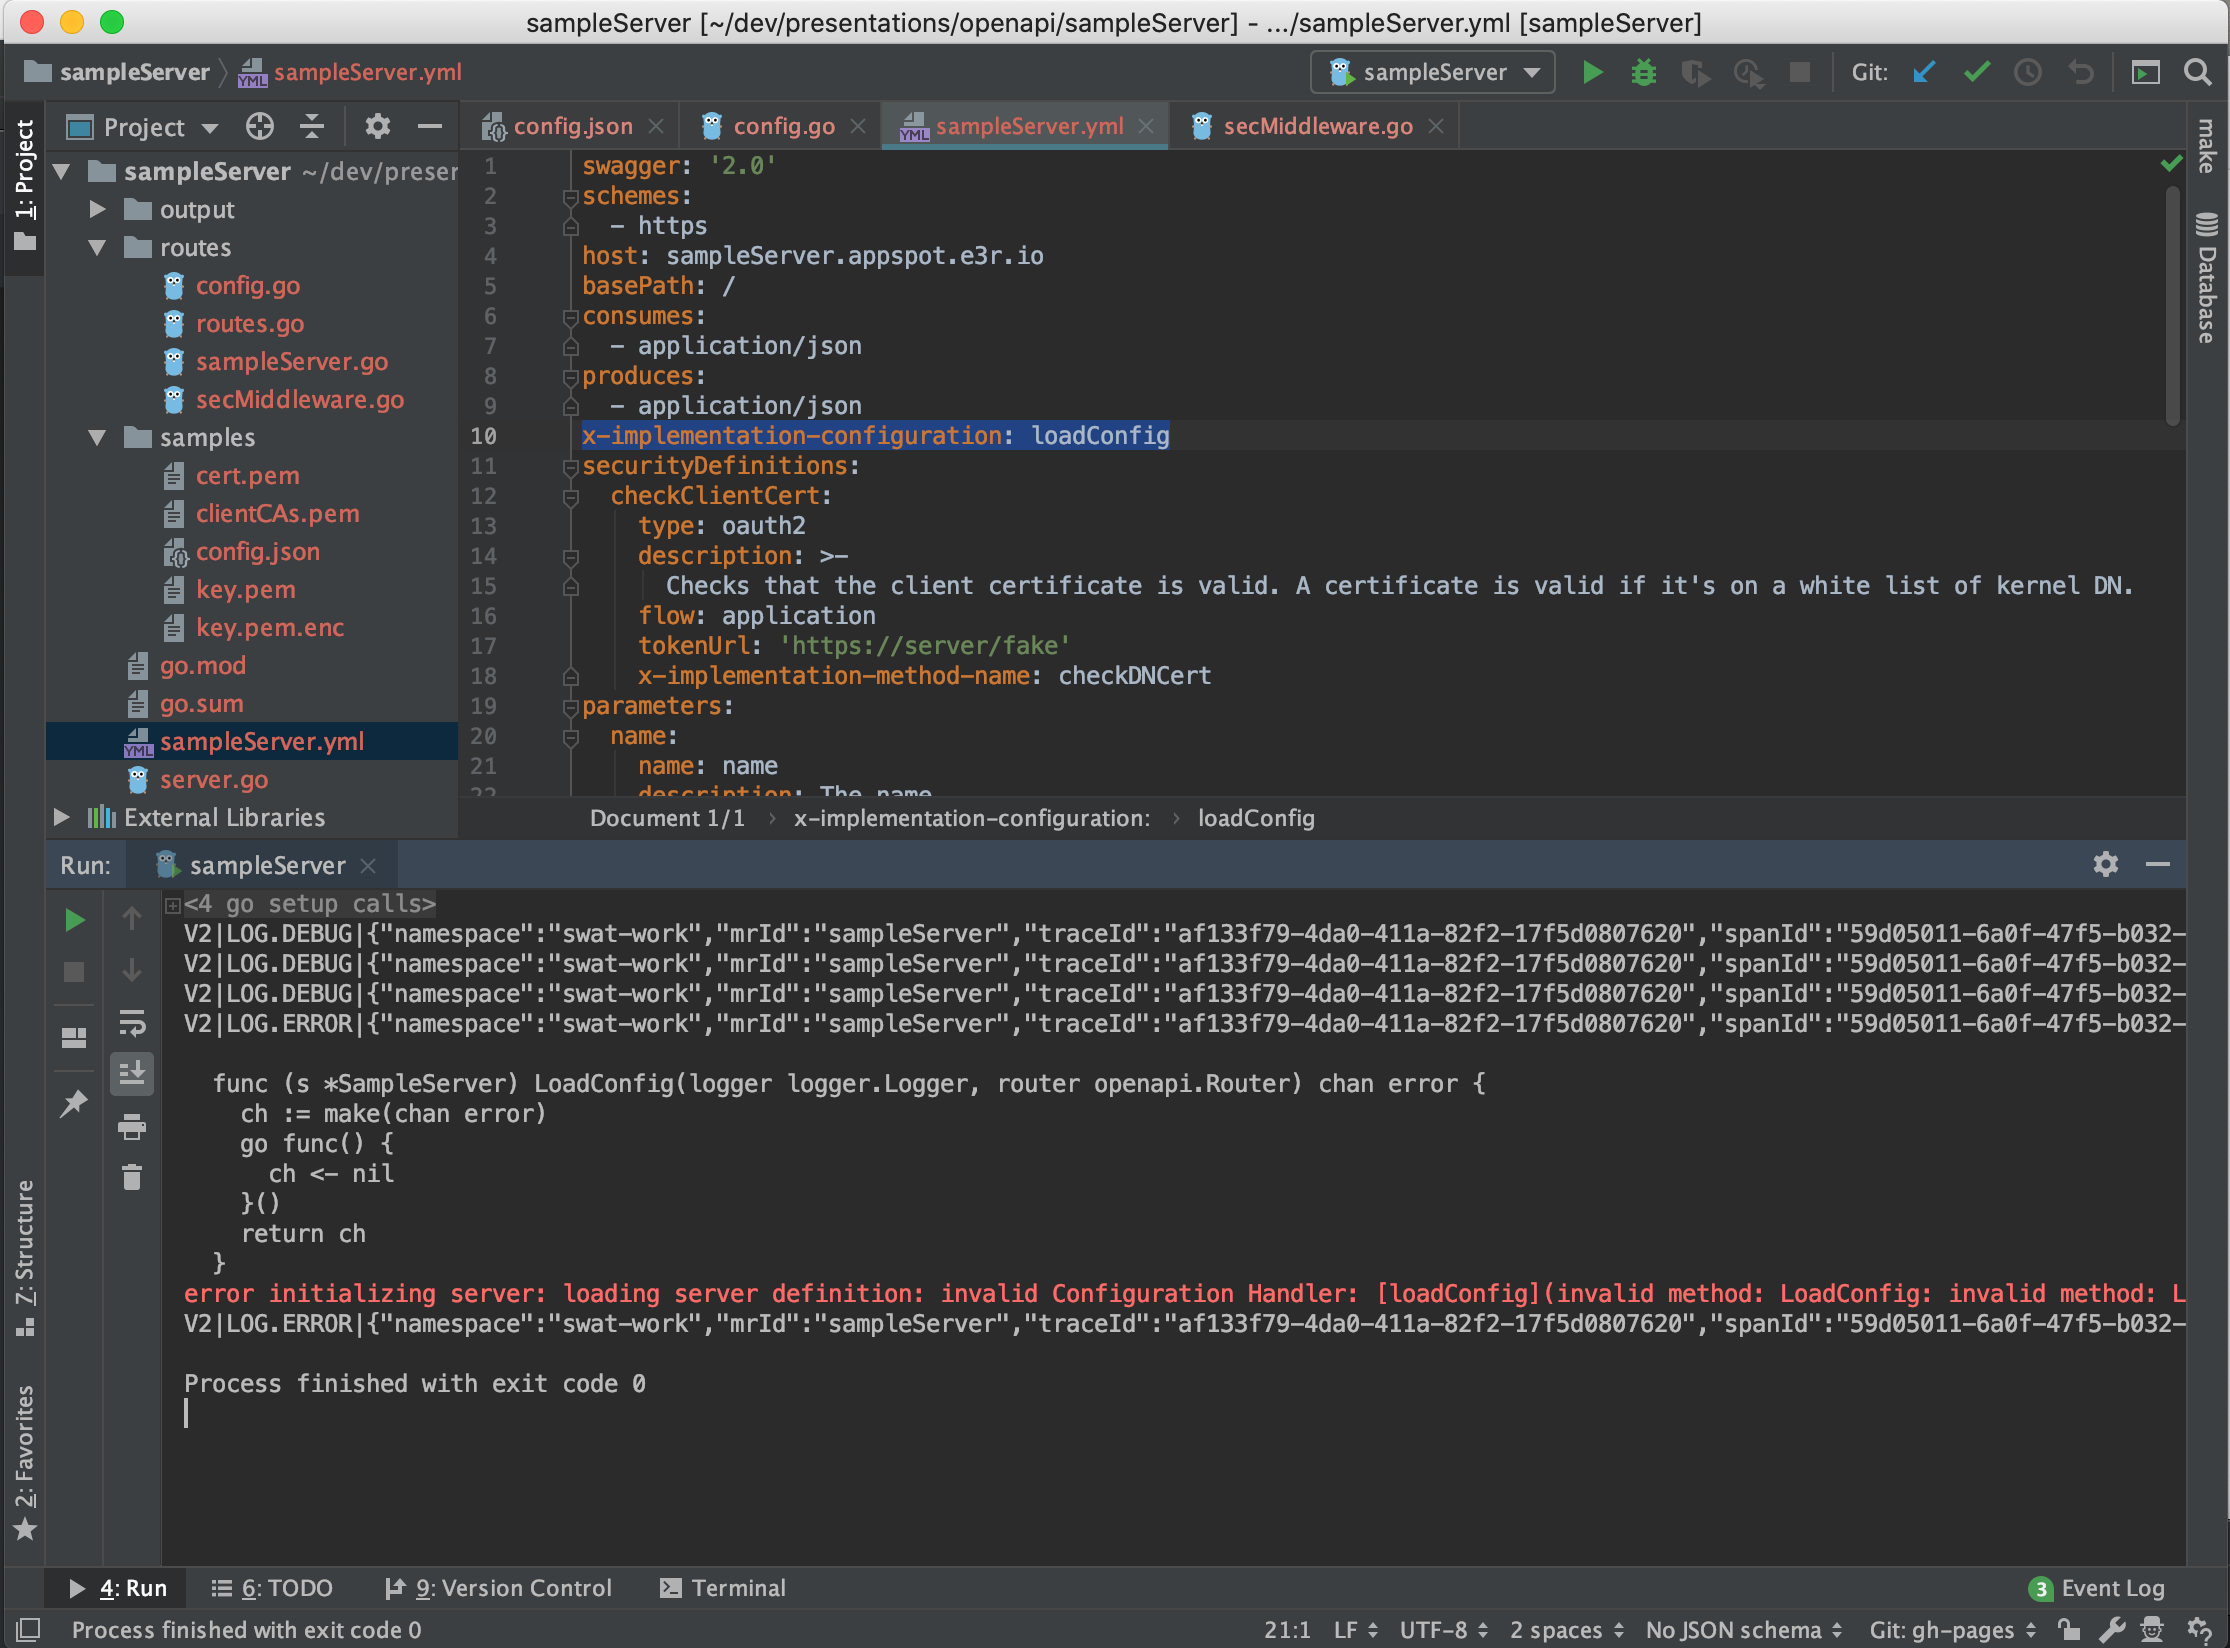 sampleServer [~/dev/presentations/openapi/sampleServer] - .../sampleServer.yml [sampleServer]
sampleServer
YML
sampleServer.yml
sampleServer
Git:
1: Project
Project
sampleServer ~/dev/preser
output
routes
config.go
routes.go
sampleServer.go
secMiddleware.go
samples
cert.pem
clientCAs.pem
config.json
key.pem
key.pem.enc
go.mod
go.sum
YML
sampleServer.yml
server.go
External Libraries
config.json
config.go
YML
sampleServer.yml
secMiddleware.go
1 swagger: '2.0'
2 schemes:
3 - https
4 host: sampleServer.appspot.e3r.io
5 basePath: /
6 consumes:
7 - application/json
8 produces:
9 - application/json
10 x-implementation-configuration: loadConfig
11 securityDefinitions:
12 checkClientCert:
13 type: oauth2
14 description: >-
15 Checks that the client certificate is valid. A certificate is valid if it's on a white list of kernel DN.
16 flow: application
17 tokenUrl: 'https://server/fake'
18 x-implementation-method-name: checkDNCert
19 parameters:
20 name:
21 name: name
22 description: The name
Document 1/1 › x-implementation-configuration: › loadConfig
make
Database
Run:
sampleServer
<4 go setup calls>
V2|LOG.DEBUG|{"namespace":"swat-work","mrId":"sampleServer","traceId":"af133f79-4da0-411a-82f2-17f5d0807620","spanId":"59d05011-6a0f-47f5-b032-
V2|LOG.DEBUG|{"namespace":"swat-work","mrId":"sampleServer","traceId":"af133f79-4da0-411a-82f2-17f5d0807620","spanId":"59d05011-6a0f-47f5-b032-
V2|LOG.DEBUG|{"namespace":"swat-work","mrId":"sampleServer","traceId":"af133f79-4da0-411a-82f2-17f5d0807620","spanId":"59d05011-6a0f-47f5-b032-
V2|LOG.ERROR|{"namespace":"swat-work","mrId":"sampleServer","traceId":"af133f79-4da0-411a-82f2-17f5d0807620","spanId":"59d05011-6a0f-47f5-b032-
func (s *SampleServer) LoadConfig(logger logger.Logger, router openapi.Router) chan error {
ch := make(chan error)
go func() {
ch <- nil
}()
return ch
}
error initializing server: loading server definition: invalid Configuration Handler: [loadConfig](invalid method: LoadConfig: invalid method: L
V2|LOG.ERROR|{"namespace":"swat-work","mrId":"sampleServer","traceId":"af133f79-4da0-411a-82f2-17f5d0807620","spanId":"59d05011-6a0f-47f5-b032-
Process finished with exit code 0
7: Structure
2: Favorites
4: Run
6: TODO
9: Version Control
Terminal
3 Event Log
Process finished with exit code 0
21:1
LF
UTF-8
2 spaces
No JSON schema
Git: gh-pages